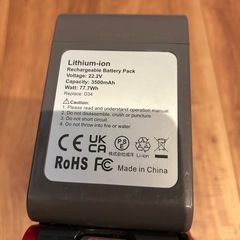 Lithium-ion
Rechargeable Battery Pack
Voltage: 22.2V
Capacity: 3500mAh
Watt: 77.7Wh
Replace: D34
Caution:
1. Please read and understand operation manual.
2. Do not disassemble, crush, or puncture
3. Do not short circuit
4. Do not throw into fire or water
CE UK CA PSE
Li-ion
RoHS FC
Made in China